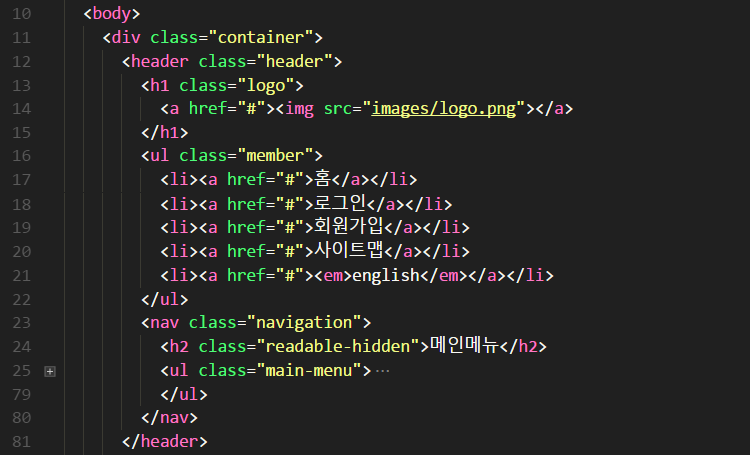 10 <body>
11 <div class="container">
12 <header class="header">
13 <h1 class="logo">
14 <a href="#"><img src="images/logo.png"></a>
15 </h1>
16 <ul class="member">
17 <li><a href="#">홈</a></li>
18 <li><a href="#">로그인</a></li>
19 <li><a href="#">회원가입</a></li>
20 <li><a href="#">사이트맵</a></li>
21 <li><a href="#"><em>english</em></a></li>
22 </ul>
23 <nav class="navigation">
24 <h2 class="readable-hidden">메인메뉴</h2>
25 <ul class="main-menu">…
79 </ul>
80 </nav>
81 </header>